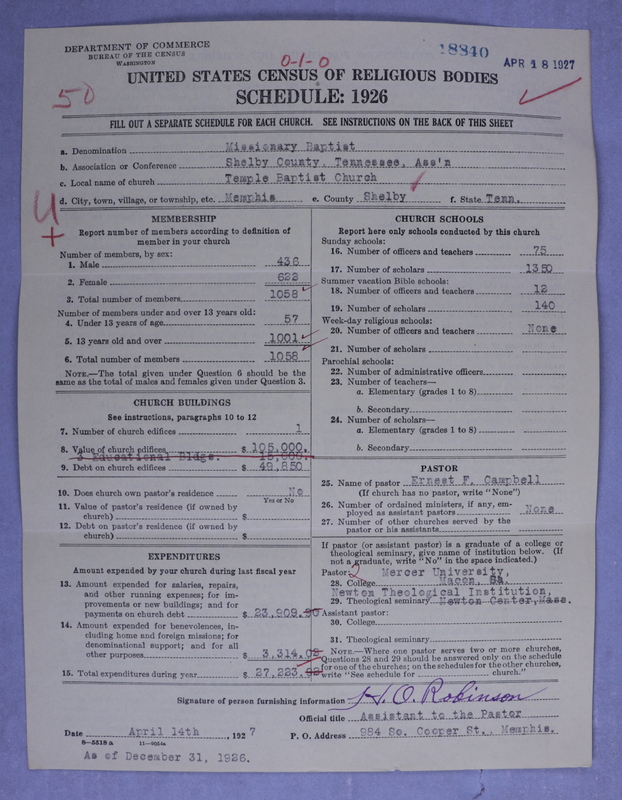 DEPARTMENT OF COMMERCE
BUREAU OF THE CENSUS
WASHINGTON
18840
APR 18 1927
0-1-0
50
UNITED STATES CENSUS OF RELIGIOUS BODIES
SCHEDULE: 1926
FILL OUT A SEPARATE SCHEDULE FOR EACH CHURCH. SEE INSTRUCTIONS ON THE BACK OF THIS SHEET
a. Denomination Missionary Baptist
b. Association or Conference Shelby County, Tennessee, Ass'n
c. Local name of church Temple Baptist Church
d. City, town, village, or township, etc. Memphis e. County Shelby f. State Tenn.
MEMBERSHIP
Report number of members according to definition of
member in your church
Number of members, by sex:
1. Male 436
2. Female 622
3. Total number of members 1058
Number of members under and over 13 years old:
4. Under 13 years of age 57
5. 13 years old and over 1001
6. Total number of members 1058
NOTE.—The total given under Question 6 should be the
same as the total of males and females given under Question 3.
CHURCH BUILDINGS
See instructions, paragraphs 10 to 12
7. Number of church edifices 1
8. Value of church edifices $ 105,000.
3 Educational Bldgs. 15,000.
9. Debt on church edifices $ 49,850
10. Does church own pastor's residence No
Yes or No
11. Value of pastor's residence (if owned by
church) $
12. Debt on pastor's residence (if owned by
church) $
EXPENDITURES
Amount expended by your church during last fiscal year
13. Amount expended for salaries, repairs,
and other running expenses; for im-
provements or new buildings; and for
payments on church debt $ 23,909.90
14. Amount expended for benevolences, in-
cluding home and foreign missions; for
denominational support; and for all
other purposes $ 3,314.02
15. Total expenditures during year $ 27,223.92
CHURCH SCHOOLS
Report here only schools conducted by this church
Sunday schools:
16. Number of officers and teachers 75
17. Number of scholars 1350
Summer vacation Bible schools:
18. Number of officers and teachers 12
19. Number of scholars 140
Week-day religious schools:
20. Number of officers and teachers None
21. Number of scholars
Parochial schools:
22. Number of administrative officers
23. Number of teachers—
a. Elementary (grades 1 to 8)
b. Secondary
24. Number of scholars—
a. Elementary (grades 1 to 8)
b. Secondary
PASTOR
25. Name of pastor Ernest F. Campbell
(If church has no pastor, write "None")
26. Number of ordained ministers, if any, em-
ployed as assistant pastors None
27. Number of other churches served by the
pastor or his assistants
If pastor (or assistant pastor) is a graduate of a college or
theological seminary, give name of institution below. (If
not a graduate, write "No" in the space indicated.)
Pastor: 2 Mercer University,
28. College Macon, Ga.
Newton Theological Institution,
29. Theological seminary Newton Center, Mass.
Assistant pastor:
30. College
31. Theological seminary
NOTE.—Where one pastor serves two or more churches,
Questions 28 and 29 should be answered only on the schedule
for one of the churches; on the schedules for the other churches,
write "See schedule for church."
Signature of person furnishing information H. O. Robinson
Official title Assistant to the Pastor
Date April 14th , 1927 P. O. Address 984 So. Cooper St., Memphis.
8—5518 a
As of December 31, 1926.